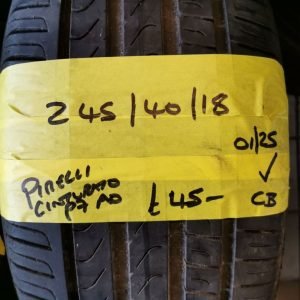 245/40/18
01/25
PIRELLI
CINTURATO
P7 AO
£45-
CB